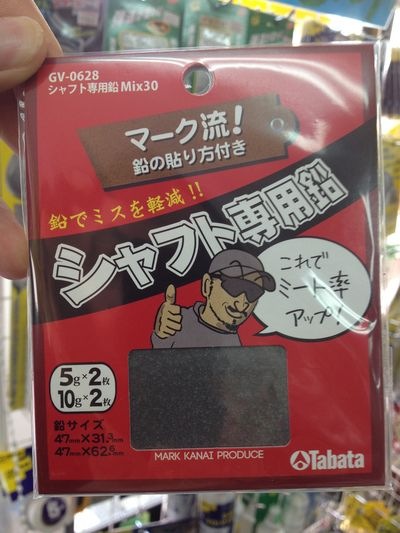 GV-0628
シャフト専用鉛 Mix30
マーク流!
鉛の貼り方付き
鉛でミスを軽減!!
シャフト専用鉛
これで
ミート率
アップ!
5g×2枚
10g×2枚
鉛サイズ
47mm×31.3mm
47mm×62.6mm
MARK KANAI PRODUCE
Tabata